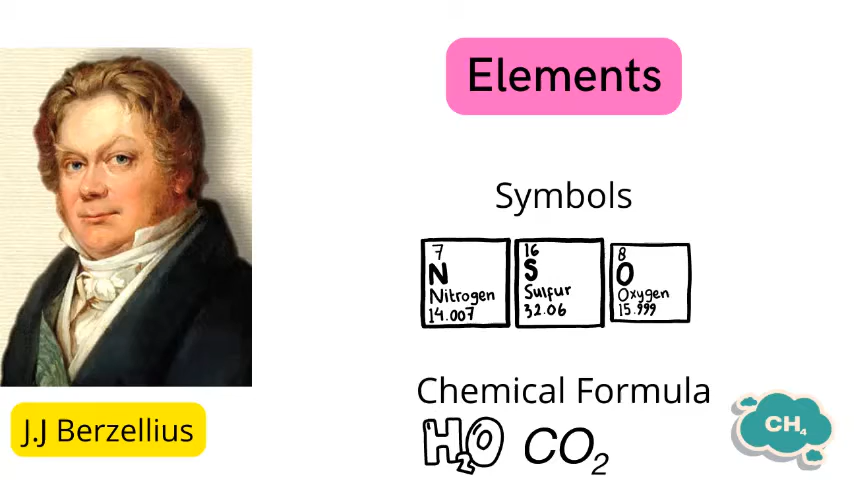 Elements
Symbols
7 16 8
N S O
Nitrogen Sulfur Oxygen
14.007 32.06 15.999
Chemical Formula
H₂O CO₂
CH₄
J.J Berzellius